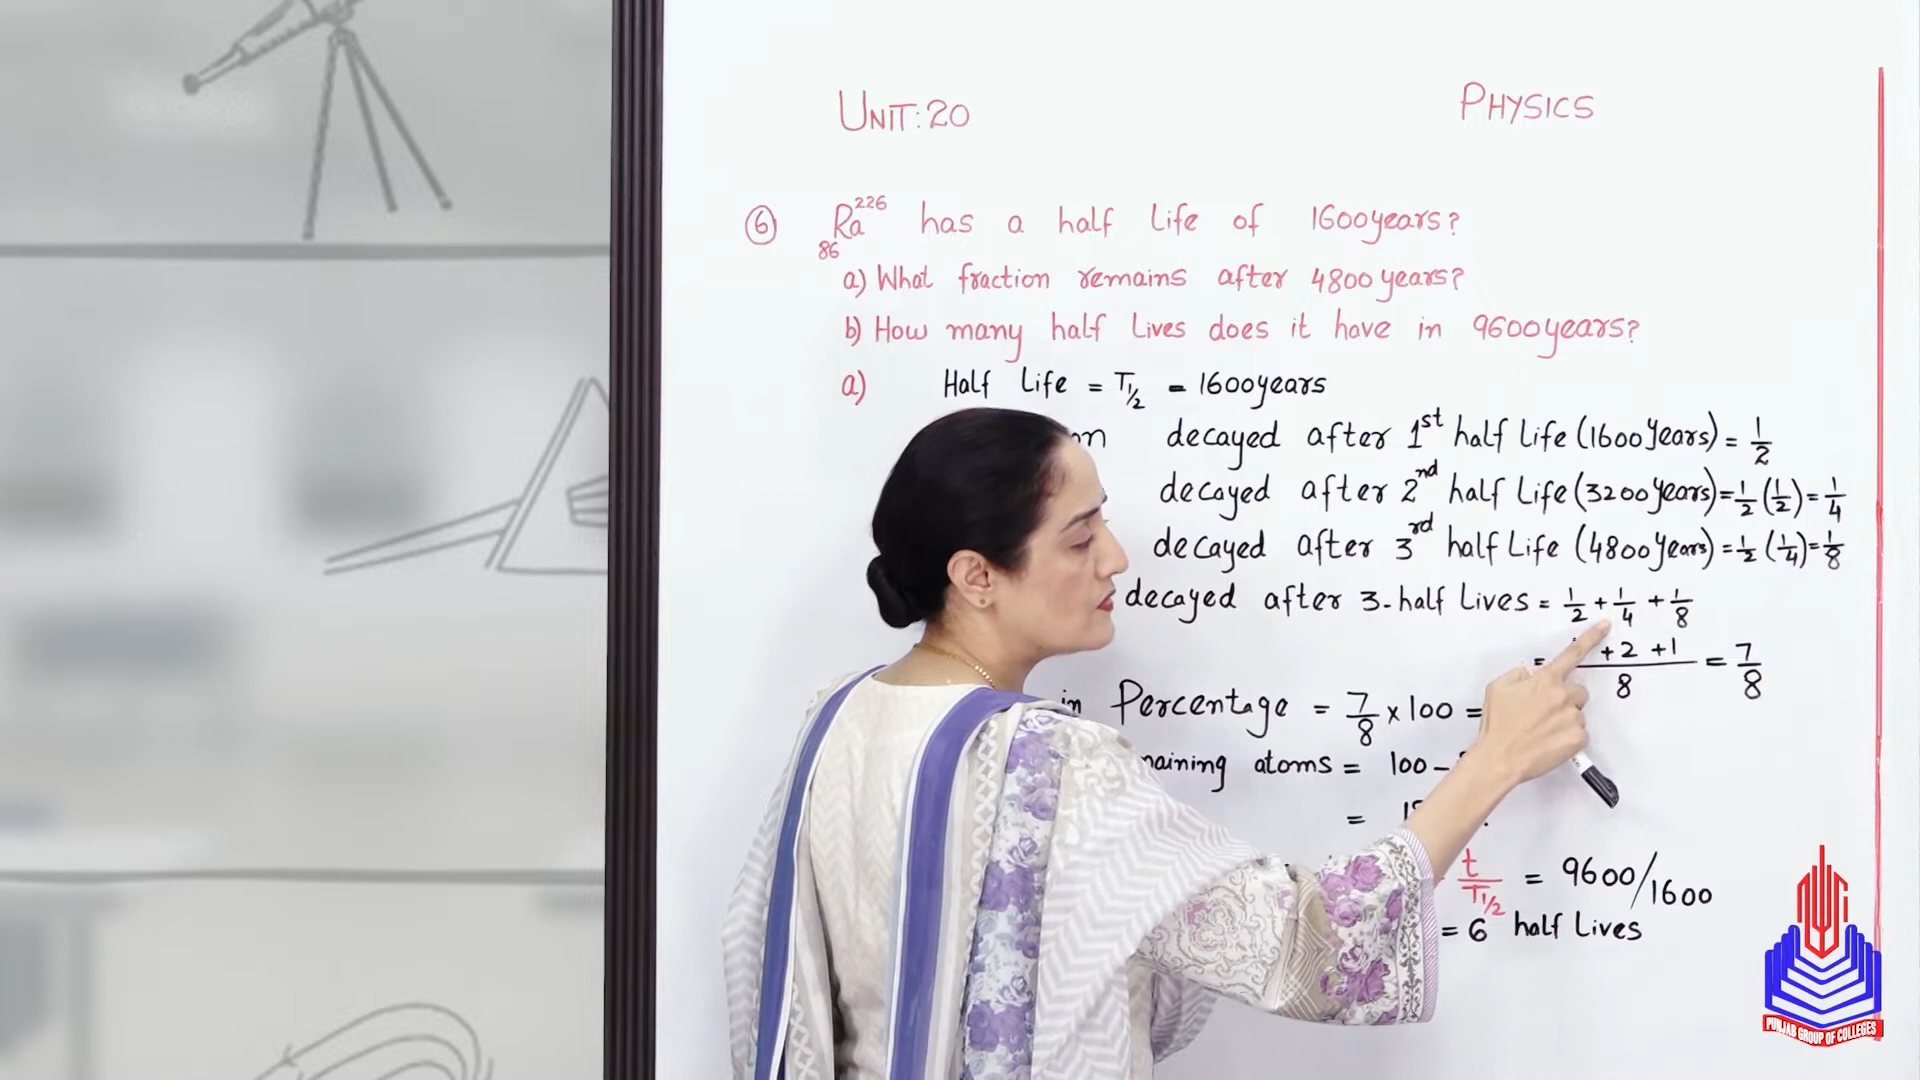 UNIT: 20
PHYSICS
6 86Ra226 has a half Life of 1600years?
a) What fraction remains after 4800 years?
b) How many half Lives does it have in 9600years?
a) Half Life = T1/2 = 1600years
decayed after 1st half Life (1600 Years) = 1/2
decayed after 2nd half Life (3200 Years) = 1/2 (1/2) = 1/4
decayed after 3rd half Life (4800 Years) = 1/2 (1/4) = 1/8
decayed after 3-half Lives = 1/2 + 1/4 + 1/8
= +2 +1 / 8 = 7/8
in Percentage = 7/8 x 100 =
atoms = 100 -
=
t/T1/2 = 9600/1600
= 6 half Lives
PUNJAB GROUP OF COLLEGES